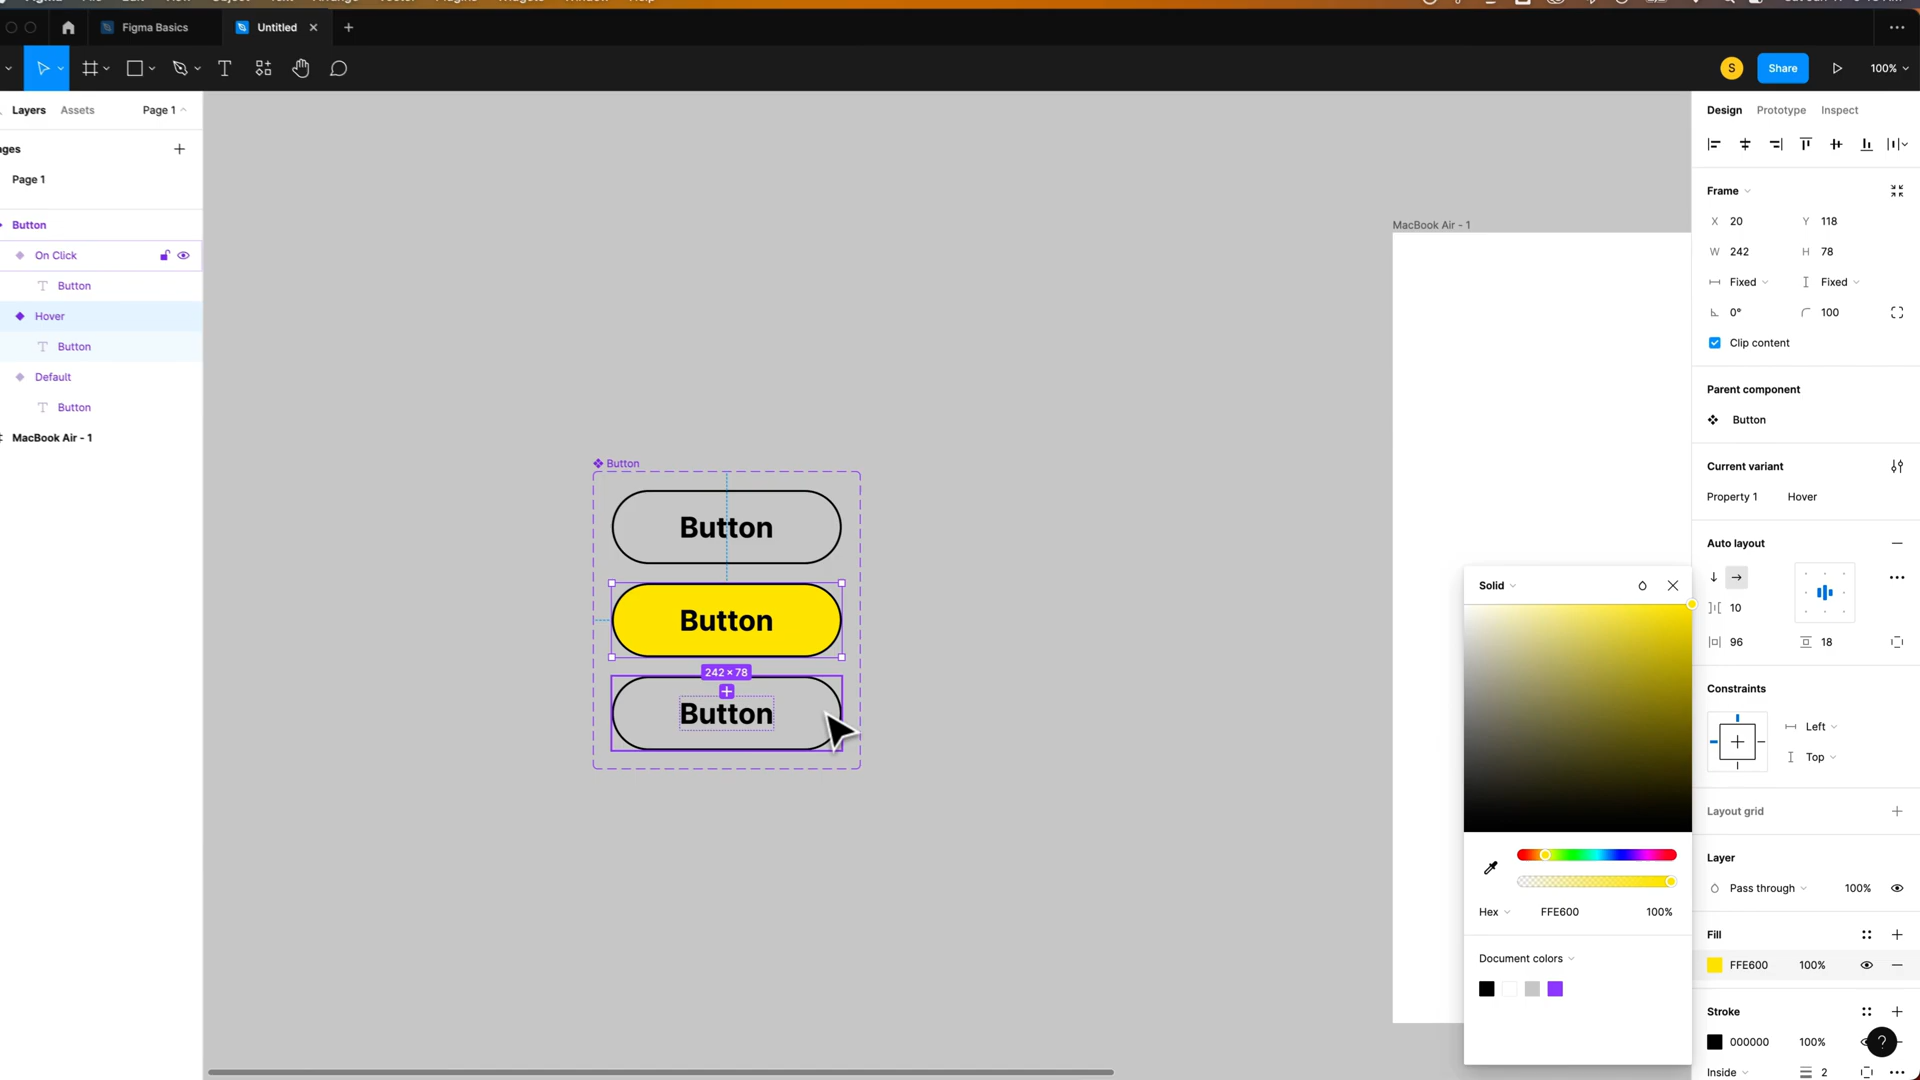 Figma Basics
Untitled
S
Share
100%
Layers
Assets
Page 1
Page 1
Button
On Click
Button
Hover
Button
Default
Button
MacBook Air - 1
Button
Button
Button
242 × 78
Button
MacBook Air - 1
Design
Prototype
Inspect
Frame
X 20
Y 118
W 242
H 78
Fixed
Fixed
0°
100
Clip content
Parent component
Button
Current variant
Property 1
Hover
Auto layout
10
96
18
Constraints
Left
Top
Layout grid
Layer
Pass through
100%
Fill
FFE600
100%
Stroke
000000
100%
?
Inside
2
Solid
Hex
FFE600
100%
Document colors